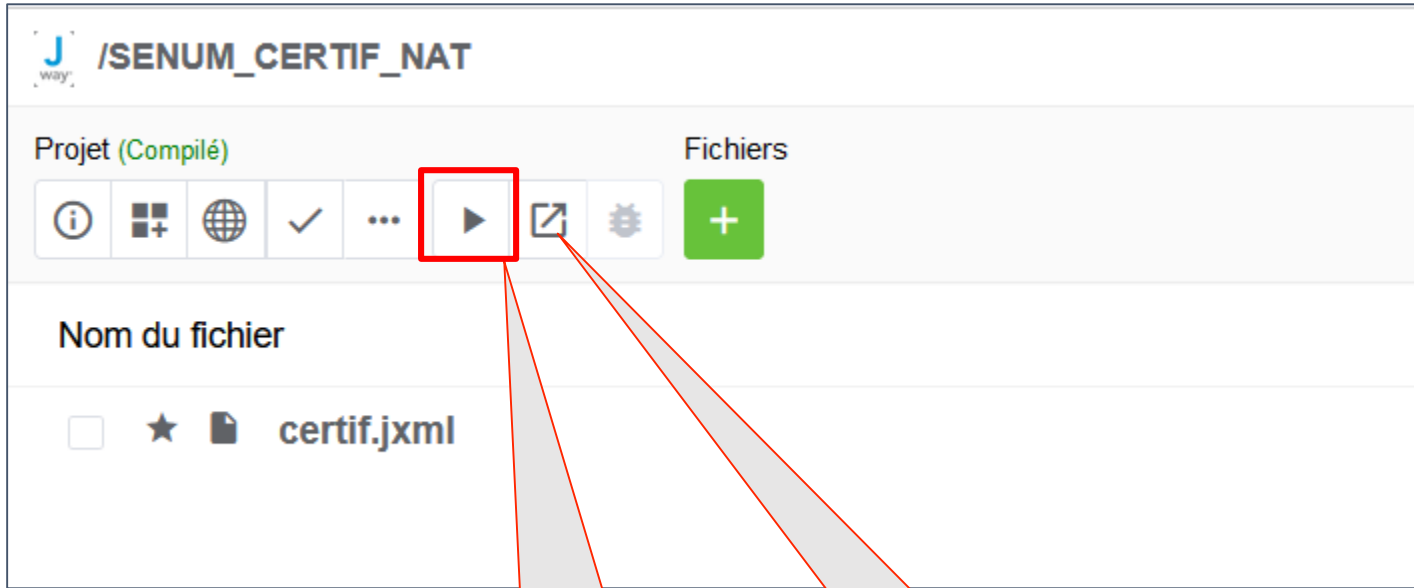 J way /SENUM_CERTIF_NAT
Projet (Compilé)
Fichiers
Nom du fichier
certif.jxml